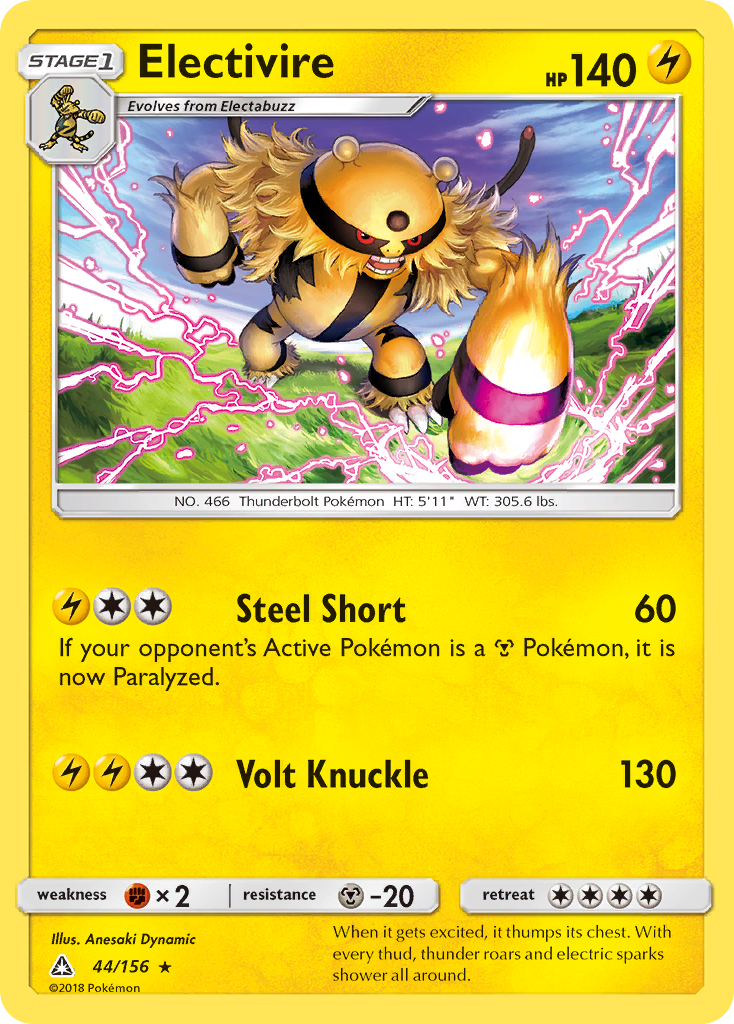 STAGE1
Electivire
HP 140
Evolves from Electabuzz
NO. 466 Thunderbolt Pokémon HT: 5'11" WT: 305.6 lbs.
Steel Short 60
If your opponent's Active Pokémon is a Pokémon, it is
now Paralyzed.
Volt Knuckle 130
weakness × 2 resistance -20 retreat
Illus. Anesaki Dynamic
44/156 ★
©2018 Pokémon
When it gets excited, it thumps its chest. With
every thud, thunder roars and electric sparks
shower all around.